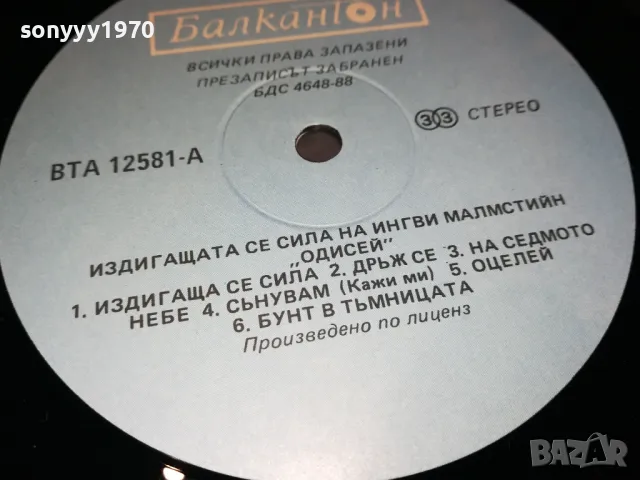 sonyyy1970
Балкантон
ВСИЧКИ ПРАВА ЗАПАЗЕНИ
ПРЕЗАПИСЪТ ЗАБРАНЕН
БДС 4648-88
ВТА 12581-А
33 СТЕРЕО
ИЗДИГАЩАТА СЕ СИЛА НА ИНГВИ МАЛМСТИЙН
„ОДИСЕЙ"
1. ИЗДИГАЩА СЕ СИЛА 2. ДРЪЖ СЕ 3. НА СЕДМОТО
НЕБЕ 4. СЪНУВАМ (Кажи ми) 5. ОЦЕЛЕЙ
6. БУНТ В ТЪМНИЦАТА
Произведено по лиценз
BAZAR